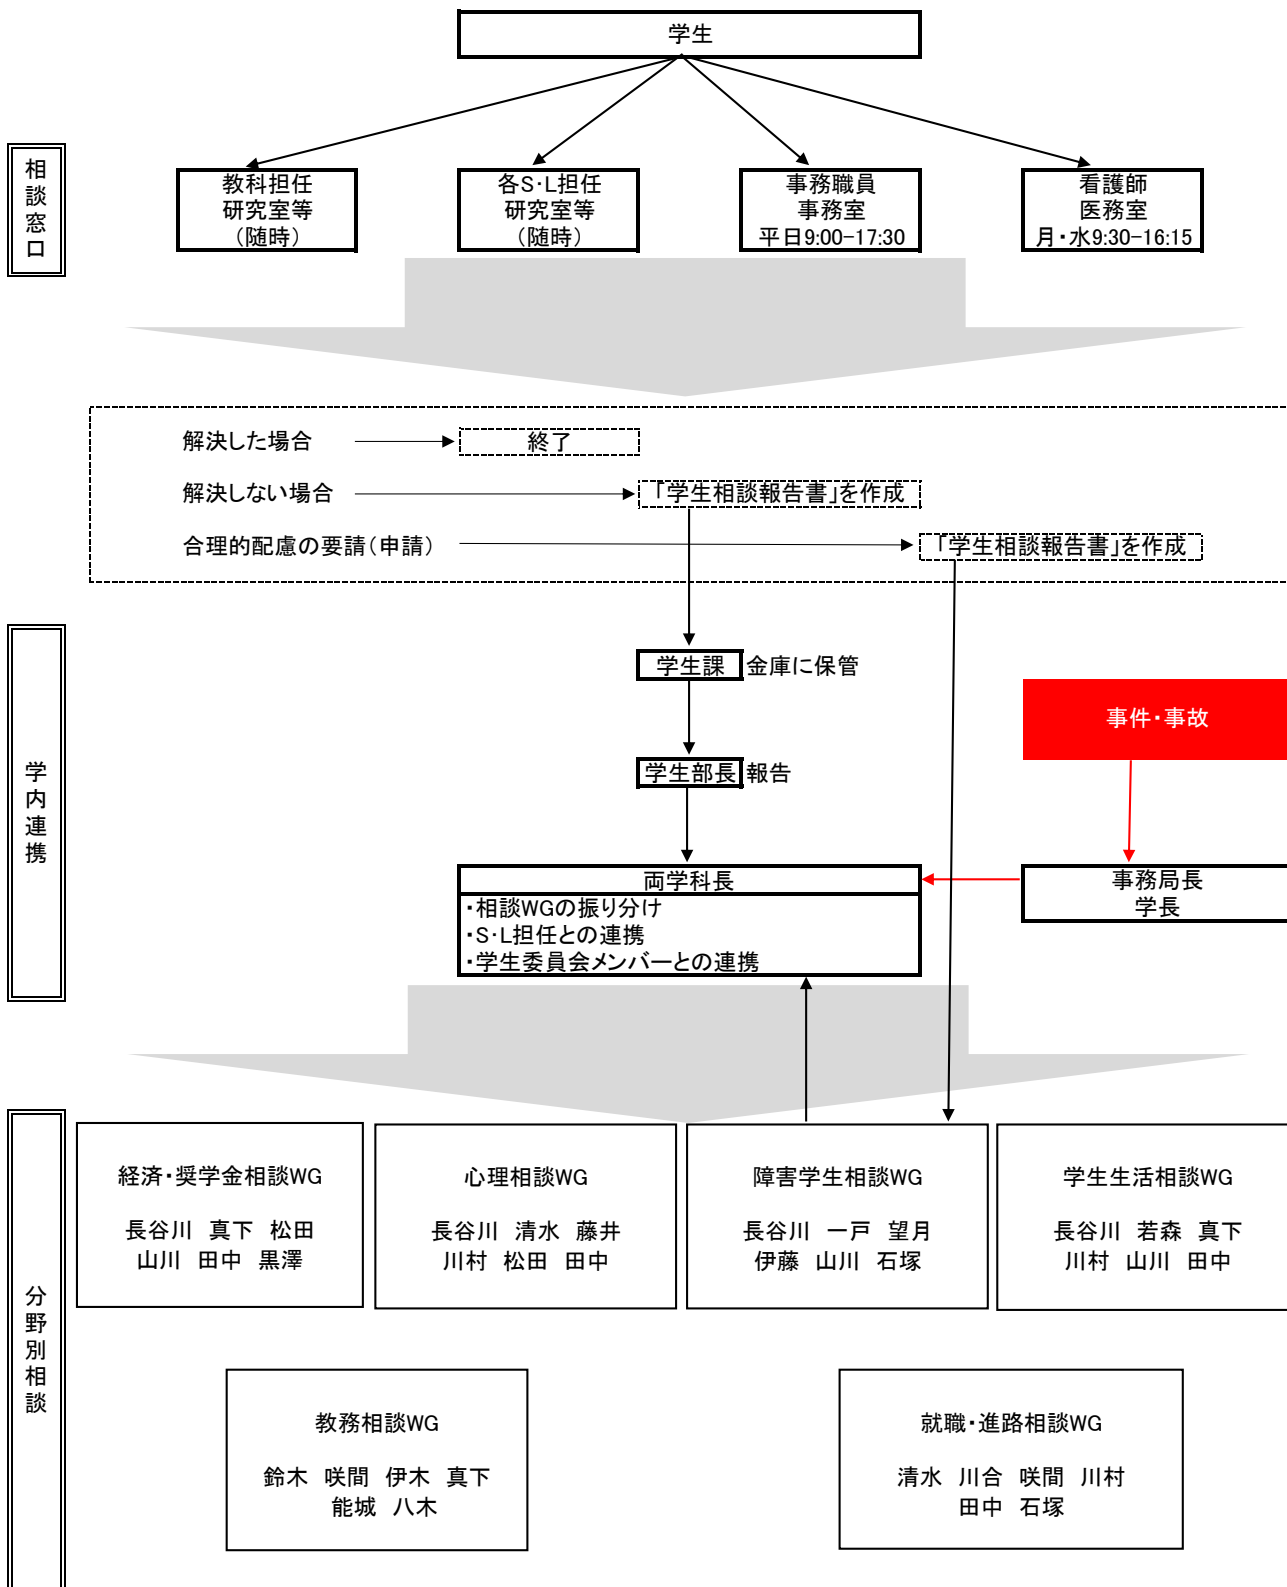 学生
相談窓口
教科担任
研究室等
（随時）
各S・L担任
研究室等
（随時）
事務職員
事務室
平日9:00-17:30
看護師
医務室
月・水9:30-16:15
解決した場合
終了
解決しない場合
「学生相談報告書」を作成
合理的配慮の要請（申請）
「学生相談報告書」を作成
学内連携
学生課 金庫に保管
事件・事故
学生部長 報告
両学科長
・相談WGの振り分け
・S・L担任との連携
・学生委員会メンバーとの連携
事務局長
学長
分野別相談
経済・奨学金相談WG
長谷川 真下 松田
山川 田中 黒澤
心理相談WG
長谷川 清水 藤井
川村 松田 田中
障害学生相談WG
長谷川 一戸 望月
伊藤 山川 石塚
学生生活相談WG
長谷川 若森 真下
川村 山川 田中
教務相談WG
鈴木 咲間 伊木 真下
能城 八木
就職・進路相談WG
清水 川合 咲間 川村
田中 石塚